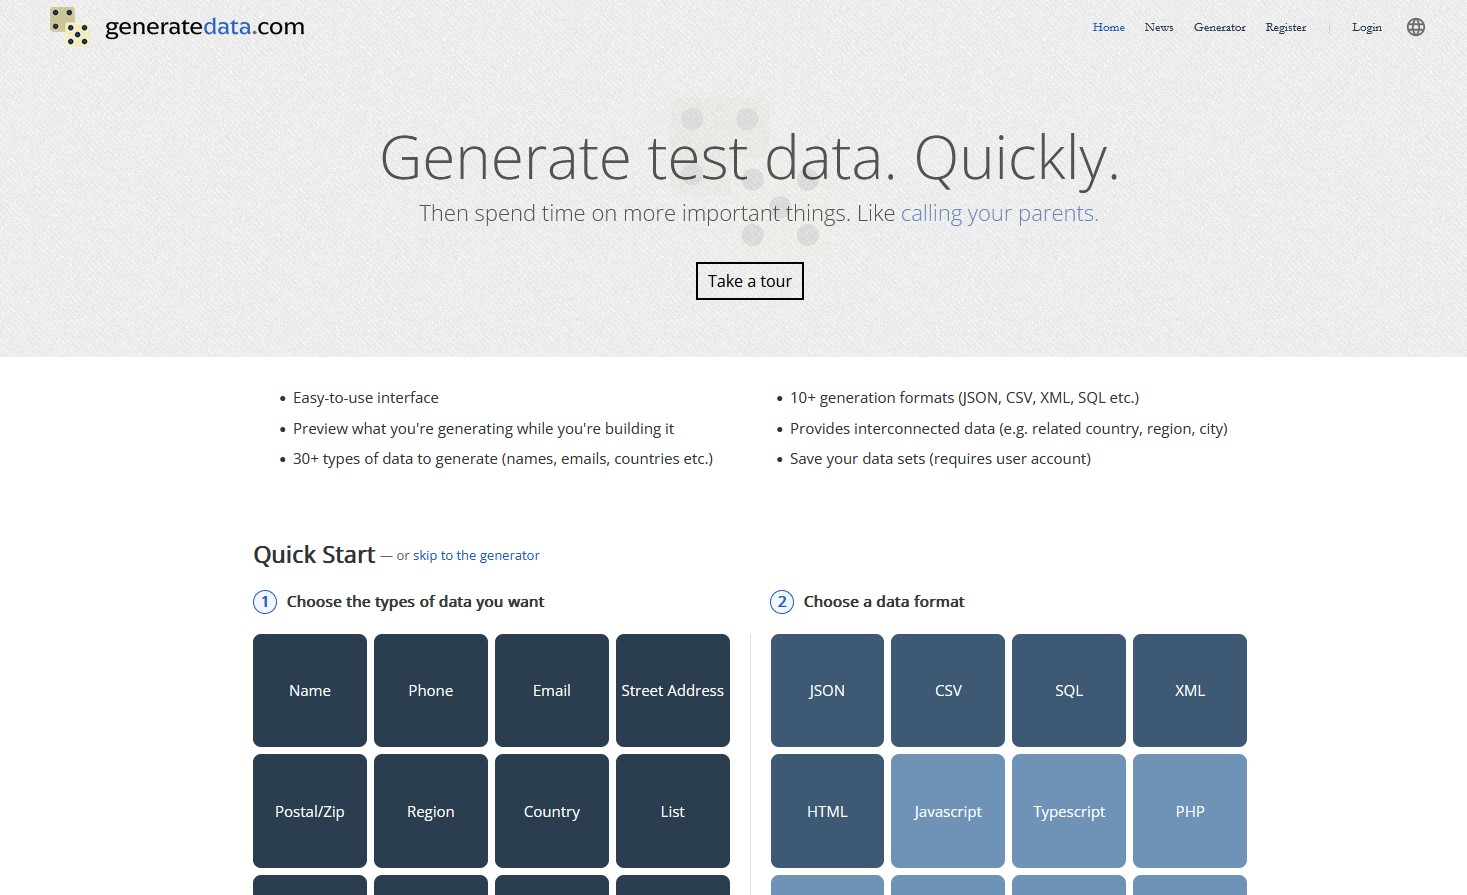 generatedata.com
Home News Generator Register Login
Generate test data. Quickly.
Then spend time on more important things. Like calling your parents.
Take a tour
• Easy-to-use interface
• Preview what you're generating while you're building it
• 30+ types of data to generate (names, emails, countries etc.)
• 10+ generation formats (JSON, CSV, XML, SQL etc.)
• Provides interconnected data (e.g. related country, region, city)
• Save your data sets (requires user account)
Quick Start — or skip to the generator
1 Choose the types of data you want
Name Phone Email Street Address
Postal/Zip Region Country List
2 Choose a data format
JSON CSV SQL XML
HTML Javascript Typescript PHP